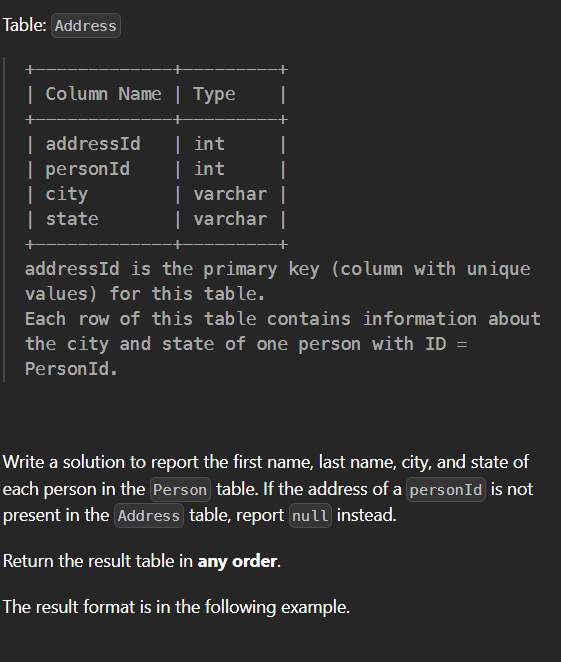 Table: Address
+-------------+---------+
| Column Name | Type    |
+-------------+---------+
| addressId   | int     |
| personId    | int     |
| city        | varchar |
| state       | varchar |
+-------------+---------+
addressId is the primary key (column with unique
values) for this table.
Each row of this table contains information about
the city and state of one person with ID =
PersonId.
Write a solution to report the first name, last name, city, and state of
each person in the Person table. If the address of a personId is not
present in the Address table, report null instead.
Return the result table in any order.
The result format is in the following example.